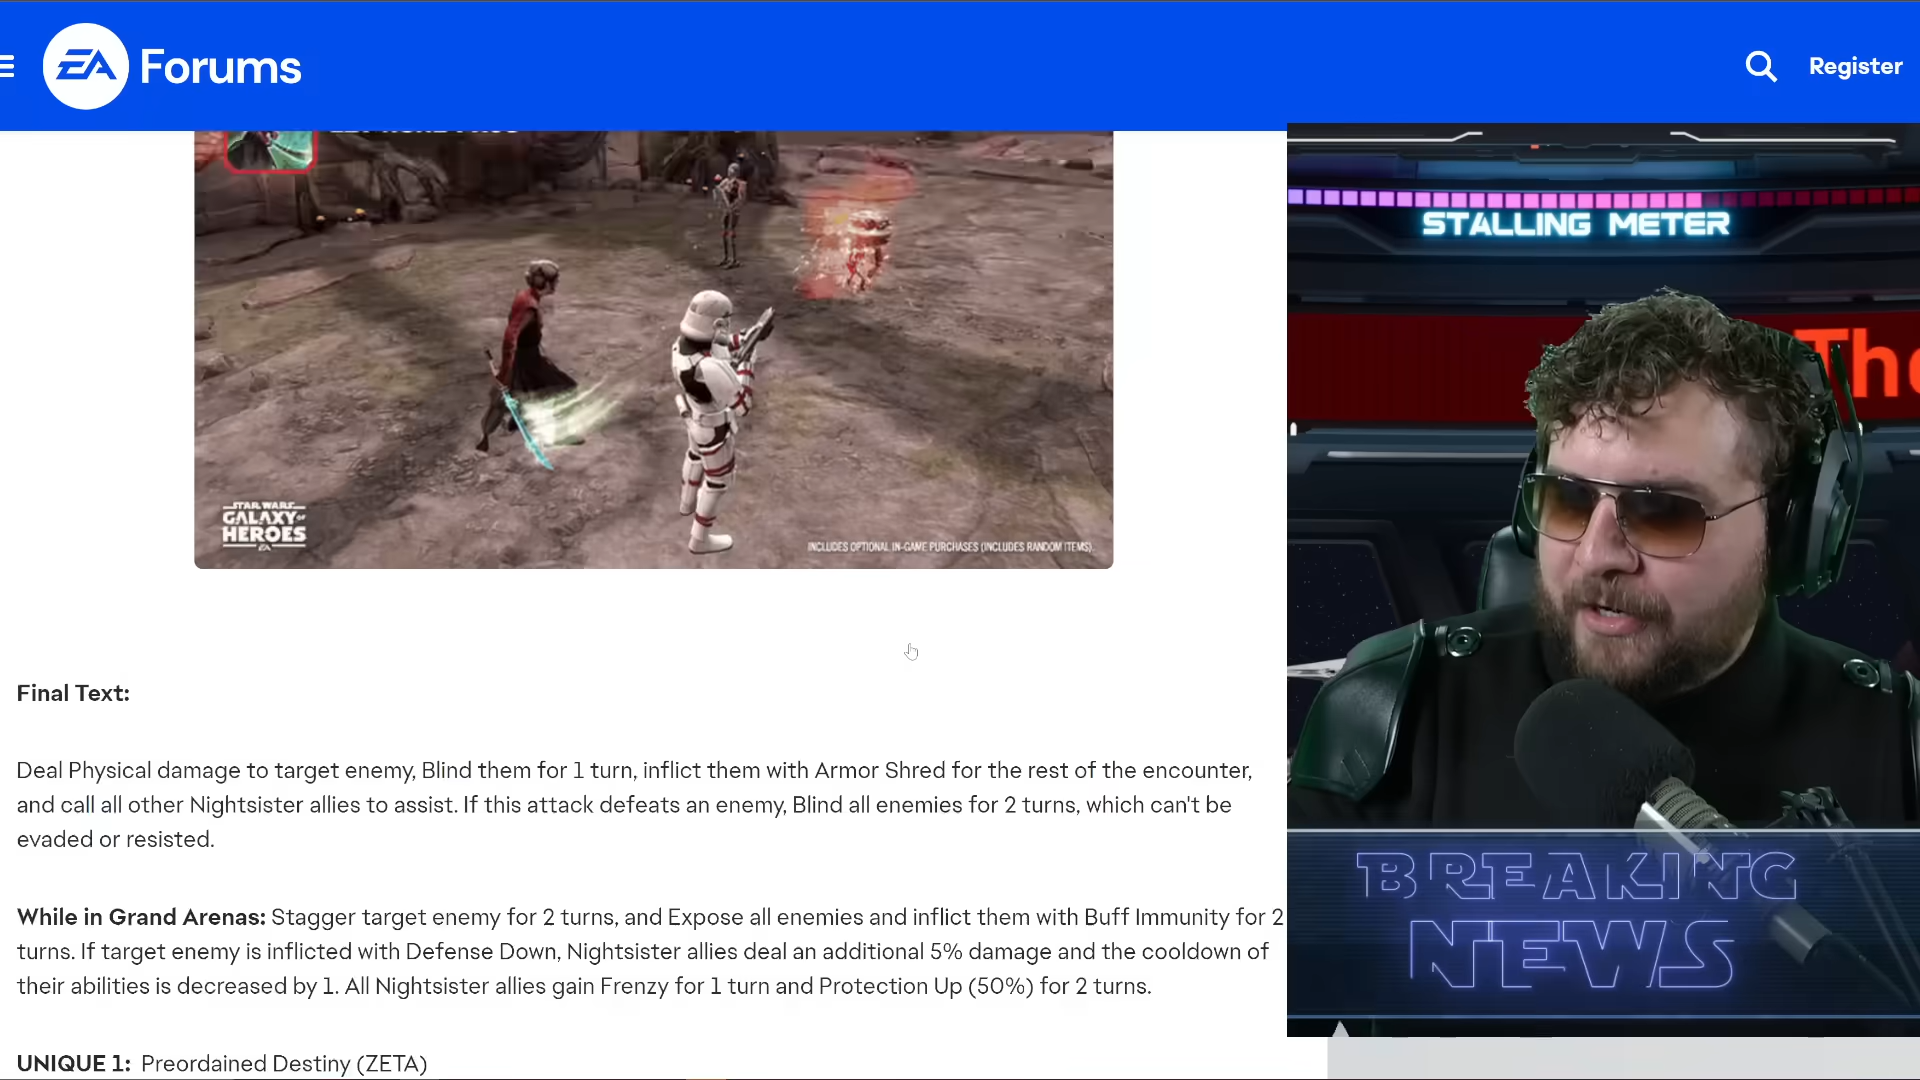 EA Forums
Register
STALLING METER
The
STAR WARS
GALAXY OF
HEROES
EA
INCLUDES OPTIONAL IN-GAME PURCHASES (INCLUDES RANDOM ITEMS).
Final Text:
Deal Physical damage to target enemy, Blind them for 1 turn, inflict them with Armor Shred for the rest of the encounter,
and call all other Nightsister allies to assist. If this attack defeats an enemy, Blind all enemies for 2 turns, which can't be
evaded or resisted.
While in Grand Arenas: Stagger target enemy for 2 turns, and Expose all enemies and inflict them with Buff Immunity for 2
turns. If target enemy is inflicted with Defense Down, Nightsister allies deal an additional 5% damage and the cooldown of
their abilities is decreased by 1. All Nightsister allies gain Frenzy for 1 turn and Protection Up (50%) for 2 turns.
UNIQUE 1: Preordained Destiny (ZETA)
BREAKING
NEWS